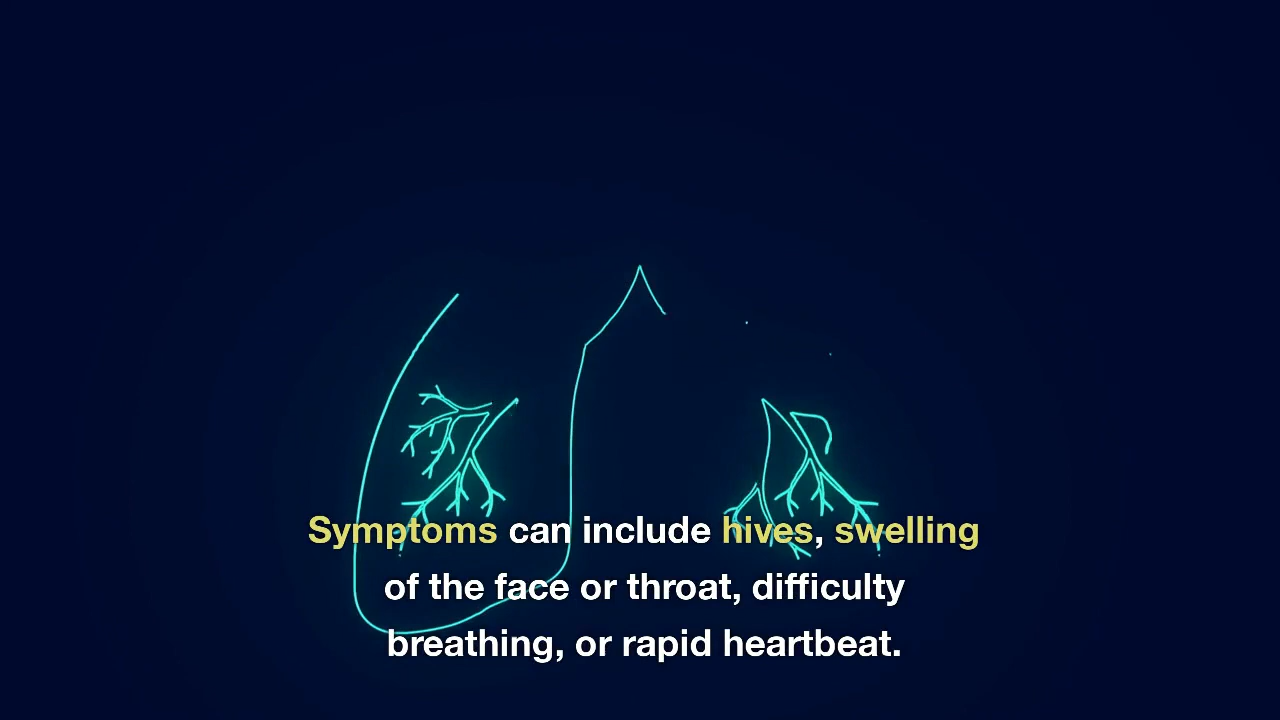 Symptoms can include hives, swelling
of the face or throat, difficulty
breathing, or rapid heartbeat.